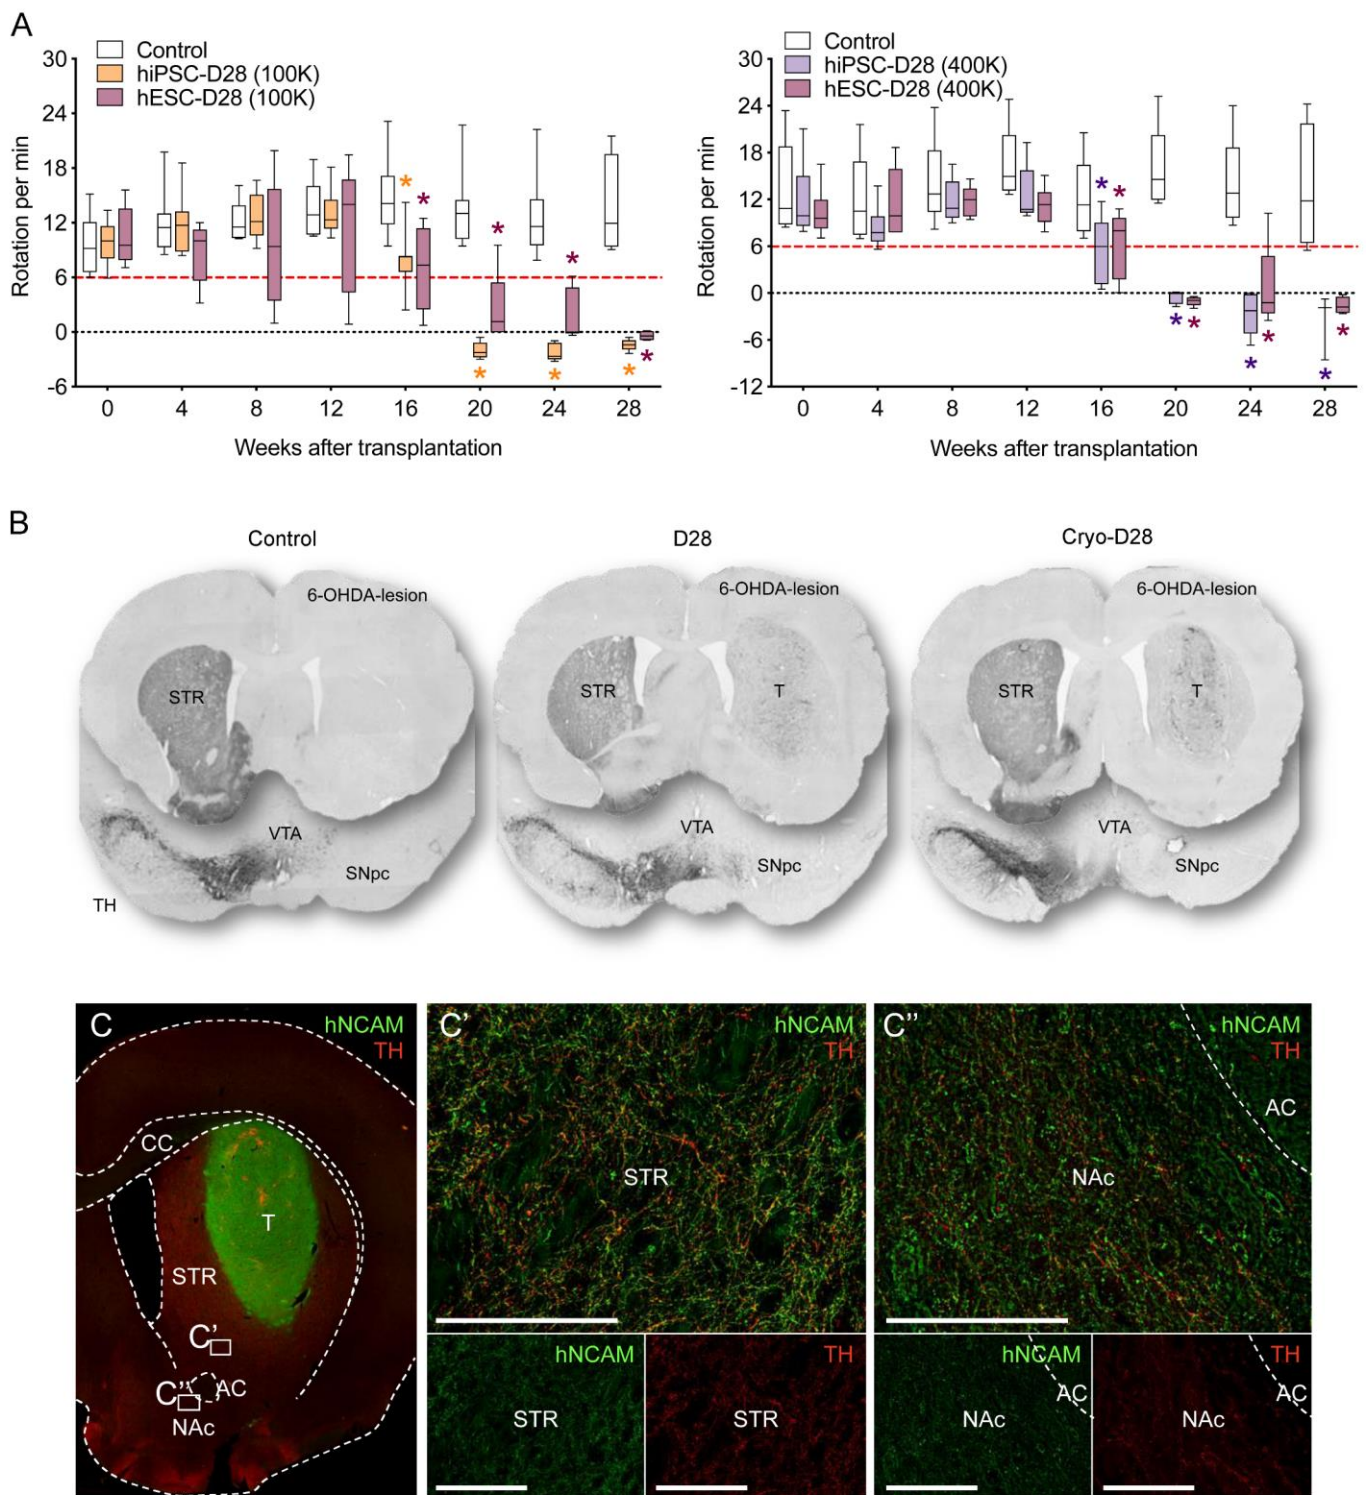 A
Control
hiPSC-D28 (100K)
hESC-D28 (100K)
Rotation per min
30
24
18
12
6
0
-6
0 4 8 12 16 20 24 28
* * * * * * * *
Weeks after transplantation
Control
hiPSC-D28 (400K)
hESC-D28 (400K)
Rotation per min
30
24
18
12
6
0
-6
-12
0 4 8 12 16 20 24 28
* * * * * * * *
Weeks after transplantation
B
Control
6-OHDA-lesion
STR
VTA
SNpc
TH
D28
6-OHDA-lesion
STR
T
VTA
SNpc
Cryo-D28
6-OHDA-lesion
STR
T
VTA
SNpc
C
hNCAM
TH
CC
T
STR
C'
C''
AC
NAc
C'
hNCAM
TH
STR
hNCAM
STR
TH
STR
C''
hNCAM
TH
AC
NAc
hNCAM
AC
NAc
TH
AC
NAc